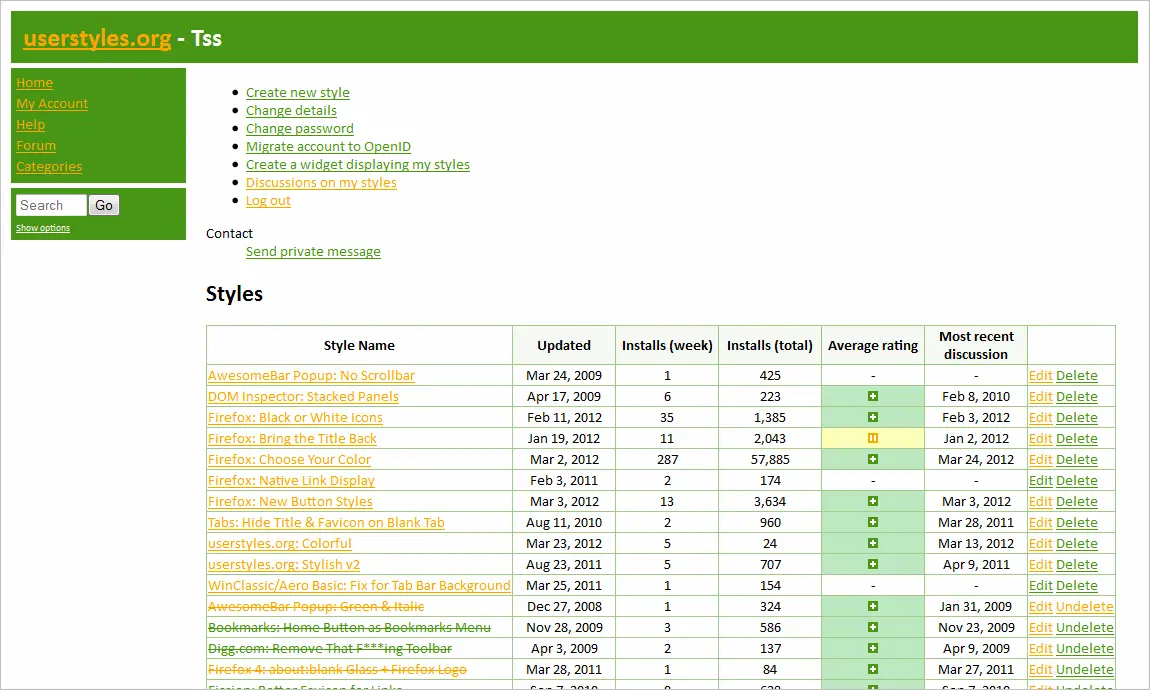 userstyles.org - Tss
Home
My Account
Help
Forum
Categories
Search Go
Show options
Create new style
Change details
Change password
Migrate account to OpenID
Create a widget displaying my styles
Discussions on my styles
Log out
Contact
Send private message
Styles
Style Name Updated Installs (week) Installs (total) Average rating Most recent discussion
AwesomeBar Popup: No Scrollbar Mar 24, 2009 1 425 - - Edit Delete
DOM Inspector: Stacked Panels Apr 17, 2009 6 223 Feb 8, 2010 Edit Delete
Firefox: Black or White Icons Feb 11, 2012 35 1,385 Feb 3, 2012 Edit Delete
Firefox: Bring the Title Back Jan 19, 2012 11 2,043 Jan 2, 2012 Edit Delete
Firefox: Choose Your Color Mar 2, 2012 287 57,885 Mar 24, 2012 Edit Delete
Firefox: Native Link Display Feb 3, 2011 2 174 - - Edit Delete
Firefox: New Button Styles Mar 3, 2012 13 3,634 Mar 3, 2012 Edit Delete
Tabs: Hide Title & Favicon on Blank Tab Aug 11, 2010 2 960 Mar 28, 2011 Edit Delete
userstyles.org: Colorful Mar 23, 2012 5 24 Mar 13, 2012 Edit Delete
userstyles.org: Stylish v2 Aug 23, 2011 5 707 Apr 9, 2011 Edit Delete
WinClassic/Aero Basic: Fix for Tab Bar Background Mar 25, 2011 1 154 - - Edit Delete
AwesomeBar Popup: Green & Italic Dec 27, 2008 1 324 Jan 31, 2009 Edit Undelete
Bookmarks: Home Button as Bookmarks Menu Nov 28, 2009 3 586 Nov 23, 2009 Edit Undelete
Digg.com: Remove That F***ing Toolbar Apr 3, 2009 2 137 Apr 9, 2009 Edit Undelete
Firefox 4: about:blank Glass + Firefox Logo Mar 28, 2011 1 84 Mar 27, 2011 Edit Undelete